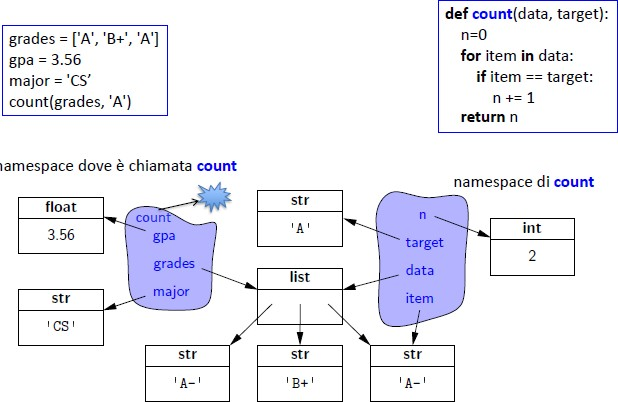 grades = ['A', 'B+', 'A']
gpa = 3.56
major = 'CS’
count(grades, 'A')
def count(data, target):
n=0
for item in data:
if item == target:
n += 1
return n
namespace dove è chiamata count
namespace di count
float
3.56
count
gpa
grades
major
str
'CS'
str
'A'
list
n
target
data
item
int
2
str
'A-'
str
'B+'
str
'A-'